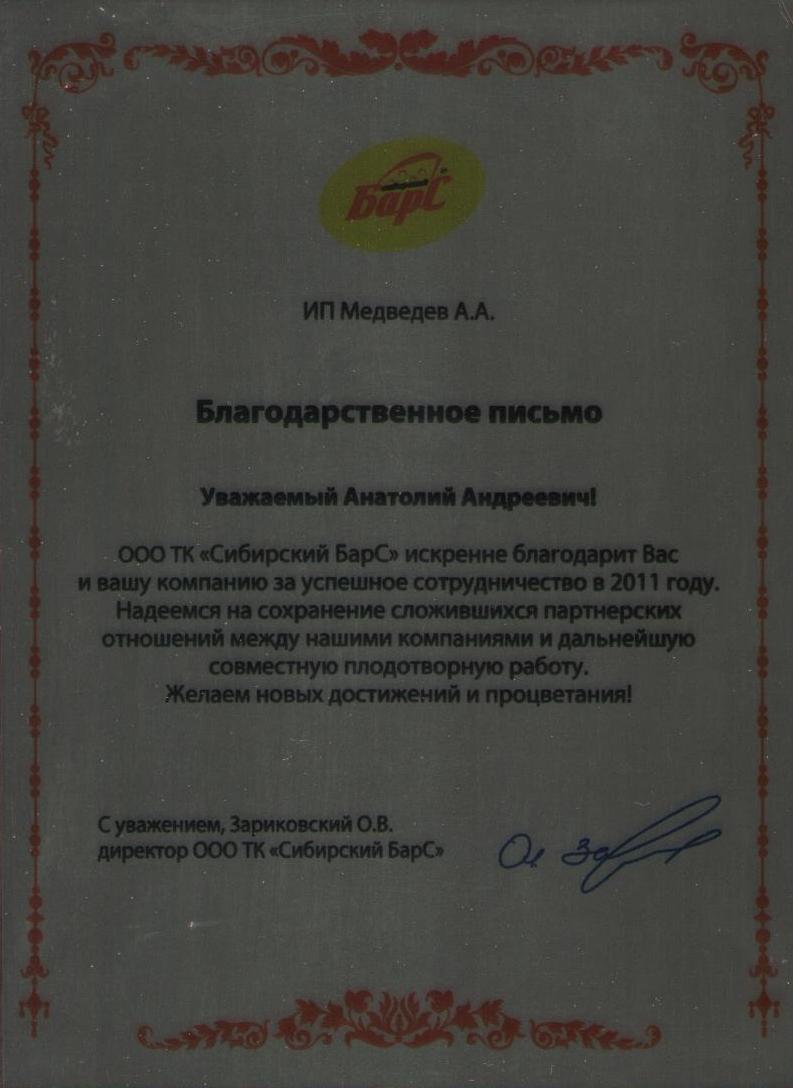 БарС
ИП Медведев А.А.
Благодарственное письмо
Уважаемый Анатолий Андреевич!
ООО ТК «Сибирский БарС» искренне благодарит Вас
и вашу компанию за успешное сотрудничество в 2011 году.
Надеемся на сохранение сложившихся партнерских
отношений между нашими компаниями и дальнейшую
совместную плодотворную работу.
Желаем новых достижений и процветания!
С уважением, Зариковский О.В.
директор ООО ТК «Сибирский БарС»